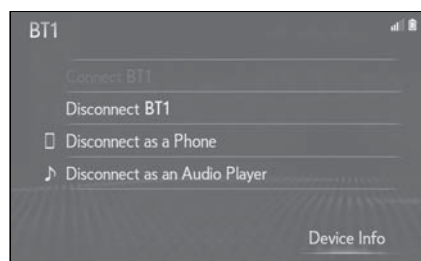 BT1
Connect BT1
Disconnect BT1
Disconnect as a Phone
Disconnect as an Audio Player
Device Info